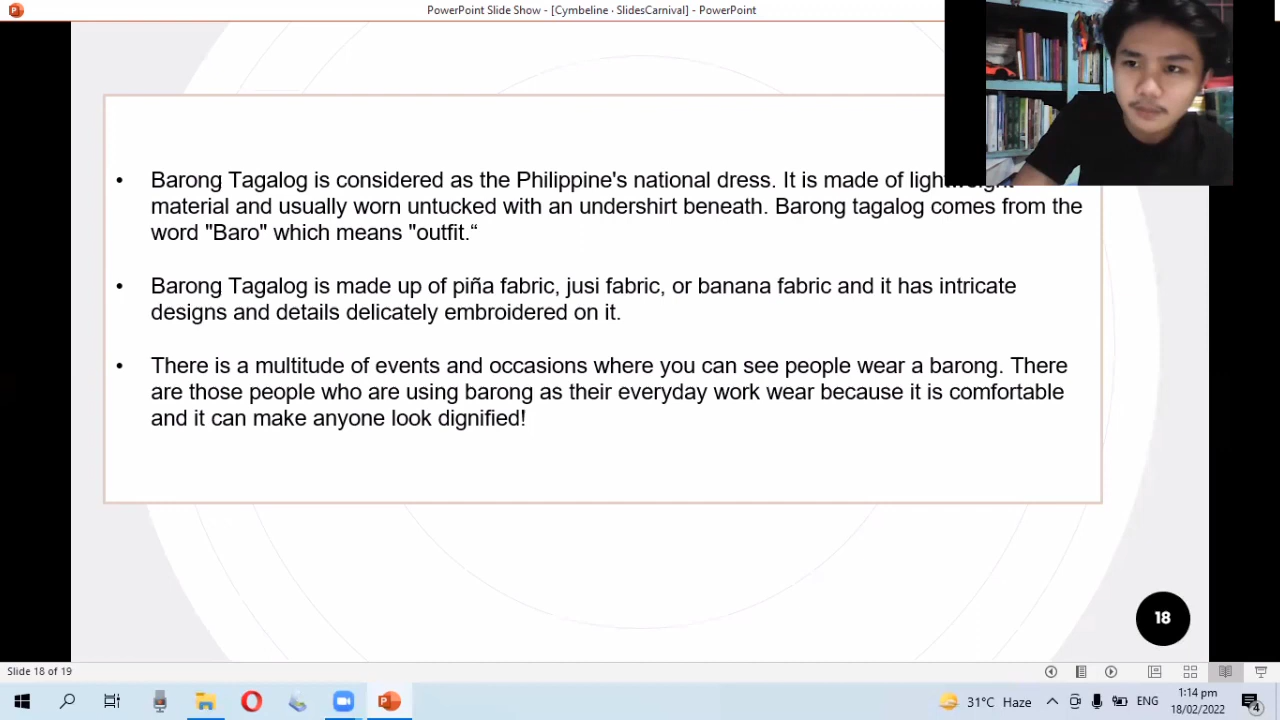 PowerPoint Slide Show - [Cymbeline · SlidesCarnival] - PowerPoint
• Barong Tagalog is considered as the Philippine's national dress. It is made of lightweight
material and usually worn untucked with an undershirt beneath. Barong tagalog comes from the
word "Baro" which means "outfit.“
• Barong Tagalog is made up of piña fabric, jusi fabric, or banana fabric and it has intricate
designs and details delicately embroidered on it.
• There is a multitude of events and occasions where you can see people wear a barong. There
are those people who are using barong as their everyday work wear because it is comfortable
and it can make anyone look dignified!
18
Slide 18 of 19
31°C Haze
ENG
1:14 pm
18/02/2022
4